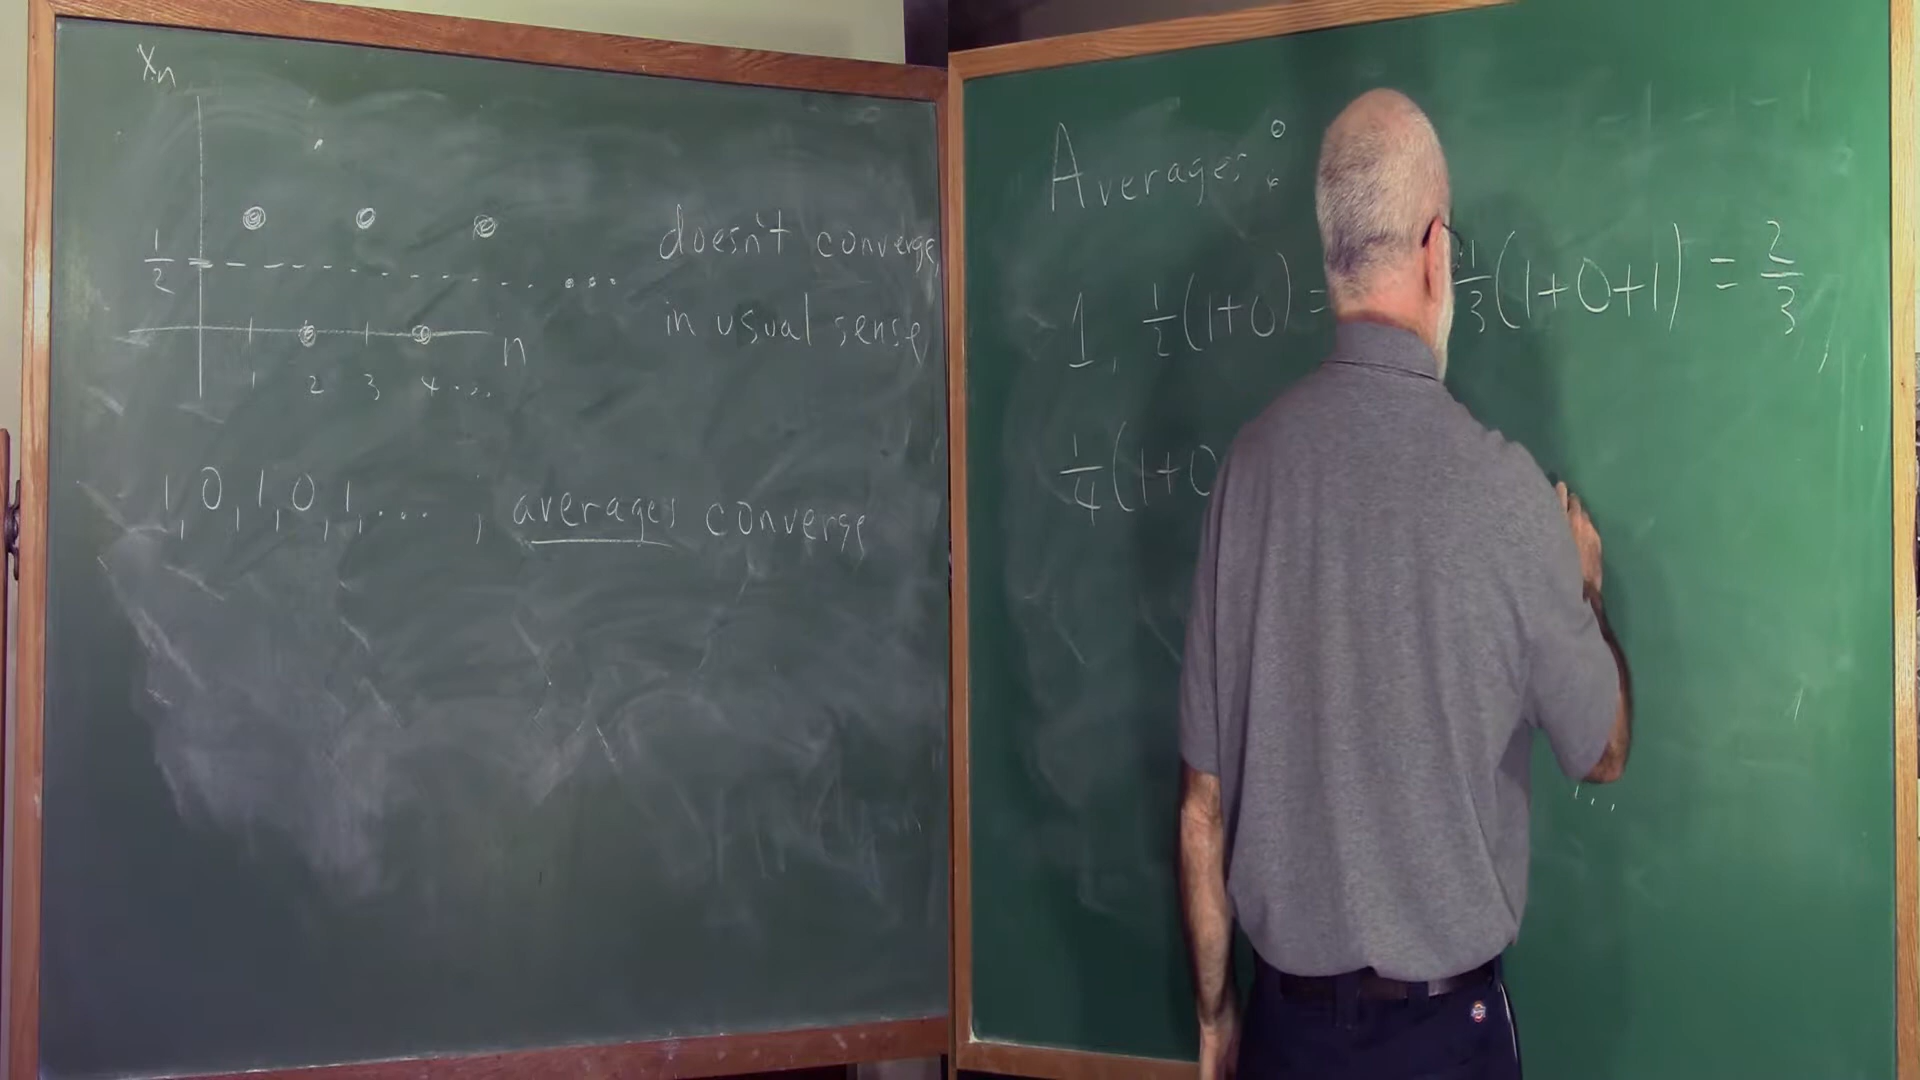 xₙ
1/2
doesn't converge
in usual sense,
n
1 2 3 4 ...
1, 0, 1, 0, 1, ... ; averages converge
Averages:
1, 1/2(1+0) = 1/3(1+0+1) = 2/3,
1/4(1+0
...